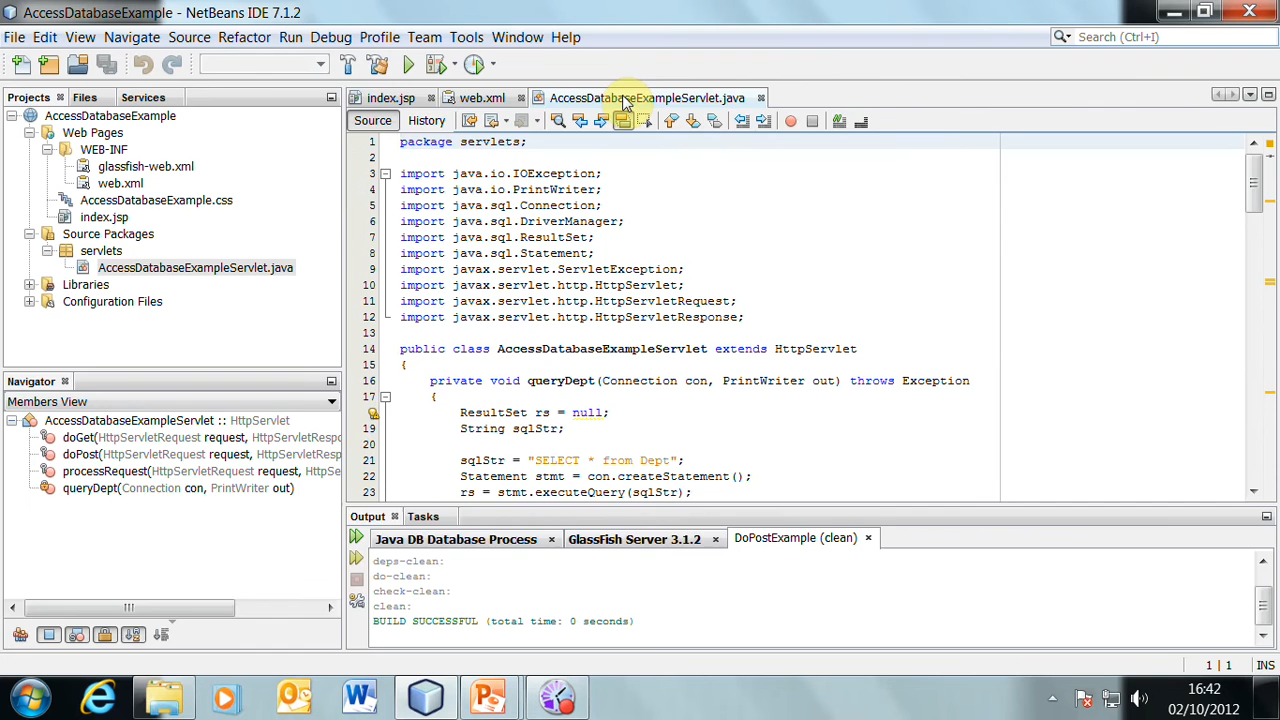 AccessDatabaseExample - NetBeans IDE 7.1.2
File Edit View Navigate Source Refactor Run Debug Profile Team Tools Window Help
Search (Ctrl+I)
Projects Files Services
AccessDatabaseExample
Web Pages
WEB-INF
glassfish-web.xml
web.xml
AccessDatabaseExample.css
index.jsp
Source Packages
servlets
AccessDatabaseExampleServlet.java
Libraries
Configuration Files
Navigator
Members View
AccessDatabaseExampleServlet :: HttpServlet
doGet(HttpServletRequest request, HttpServletRespo
doPost(HttpServletRequest request, HttpServletResp
processRequest(HttpServletRequest request, HttpSe
queryDept(Connection con, PrintWriter out)
index.jsp web.xml AccessDatabaseExampleServlet.java
Source History
1 package servlets;
2
3 import java.io.IOException;
4 import java.io.PrintWriter;
5 import java.sql.Connection;
6 import java.sql.DriverManager;
7 import java.sql.ResultSet;
8 import java.sql.Statement;
9 import javax.servlet.ServletException;
10 import javax.servlet.http.HttpServlet;
11 import javax.servlet.http.HttpServletRequest;
12 import javax.servlet.http.HttpServletResponse;
13
14 public class AccessDatabaseExampleServlet extends HttpServlet
15 {
16 private void queryDept(Connection con, PrintWriter out) throws Exception
17 {
ResultSet rs = null;
19 String sqlStr;
20
21 sqlStr = "SELECT * from Dept";
22 Statement stmt = con.createStatement();
23 rs = stmt.executeQuery(sqlStr);
Output Tasks
Java DB Database Process GlassFish Server 3.1.2 DoPostExample (clean)
deps-clean:
do-clean:
check-clean:
clean:
BUILD SUCCESSFUL (total time: 0 seconds)
1 | 1 INS
16:42
02/10/2012